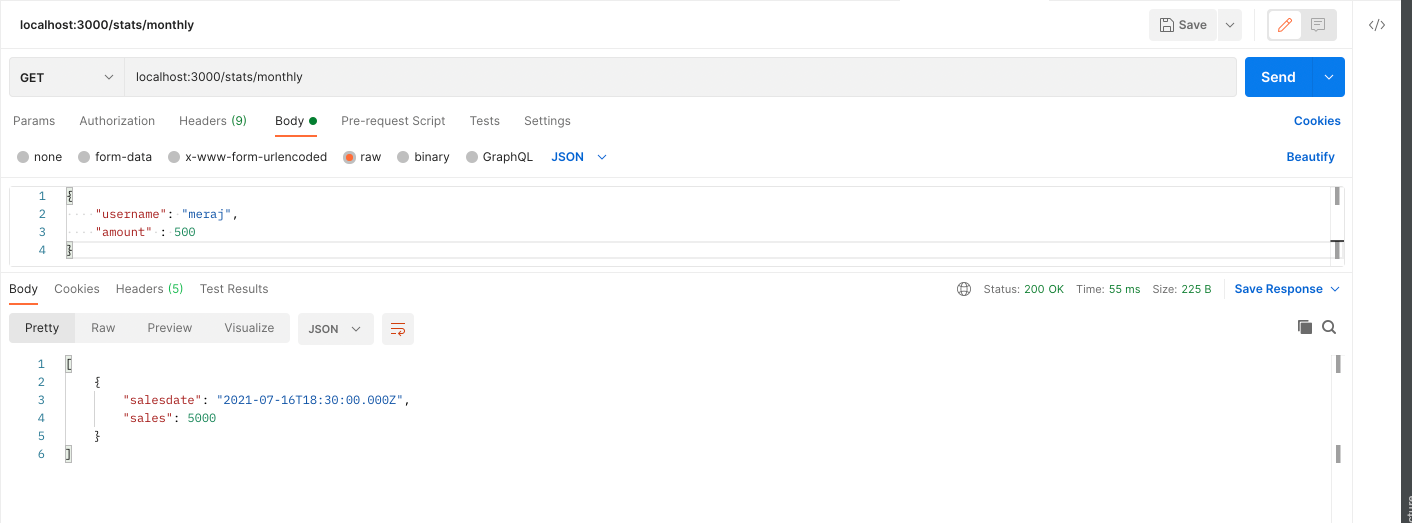 localhost:3000/stats/monthly
Save
</>
GET
localhost:3000/stats/monthly
Send
Params Authorization Headers (9) Body Pre-request Script Tests Settings Cookies
none form-data x-www-form-urlencoded raw binary GraphQL JSON Beautify
1 {
2 "username": "meraj",
3 "amount" : 500
4 }
Body Cookies Headers (5) Test Results Status: 200 OK Time: 55 ms Size: 225 B Save Response
Pretty Raw Preview Visualize JSON
1 [
2 {
3 "salesdate": "2021-07-16T18:30:00.000Z",
4 "sales": 5000
5 }
6 ]